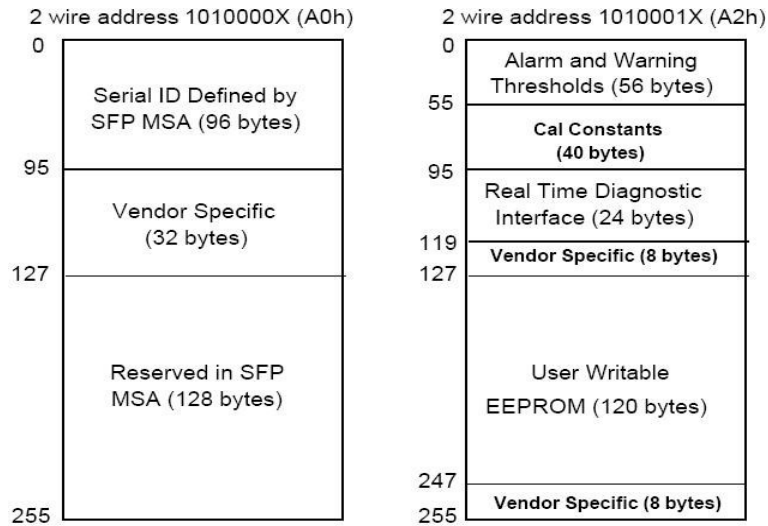 2 wire address 1010000X (A0h)
0
Serial ID Defined by
SFP MSA (96 bytes)
95
Vendor Specific
(32 bytes)
127
Reserved in SFP
MSA (128 bytes)
255
2 wire address 1010001X (A2h)
0
Alarm and Warning
Thresholds (56 bytes)
55
Cal Constants
(40 bytes)
95
Real Time Diagnostic
Interface (24 bytes)
119
Vendor Specific (8 bytes)
127
User Writable
EEPROM (120 bytes)
247
Vendor Specific (8 bytes)
255